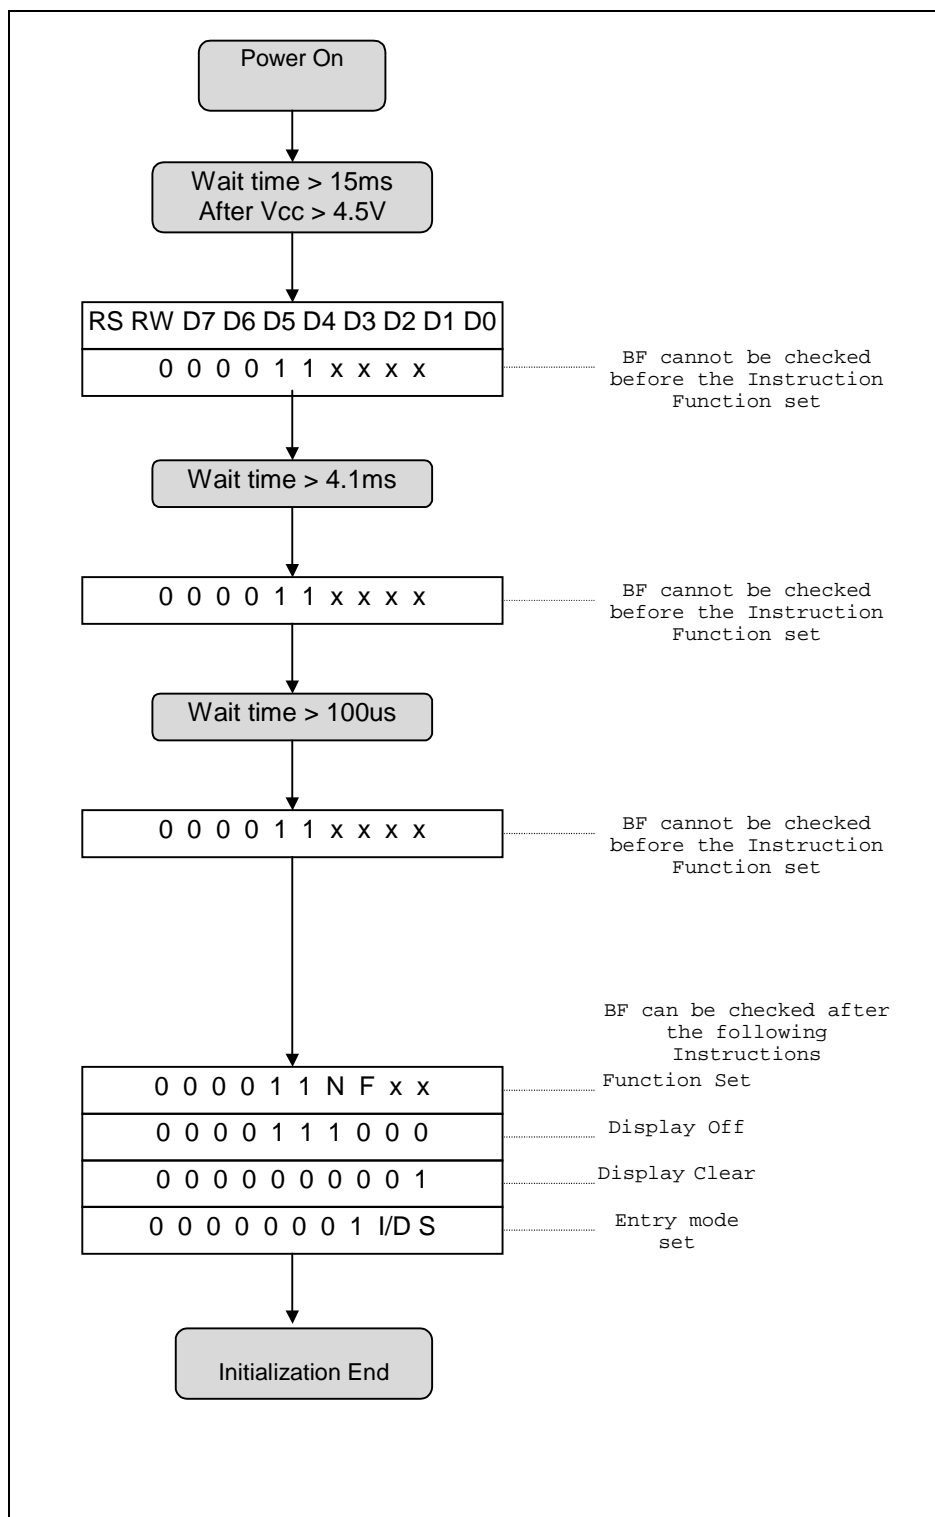 Power On
Wait time > 15ms
After Vcc > 4.5V
RS RW D7 D6 D5 D4 D3 D2 D1 D0
0 0 0 0 1 1 x x x x
BF cannot be checked
before the Instruction
Function set
Wait time > 4.1ms
0 0 0 0 1 1 x x x x
BF cannot be checked
before the Instruction
Function set
Wait time > 100us
0 0 0 0 1 1 x x x x
BF cannot be checked
before the Instruction
Function set
BF can be checked after
the following
Instructions
0 0 0 0 1 1 N F x x
Function Set
0 0 0 0 1 1 1 0 0 0
Display Off
0 0 0 0 0 0 0 0 0 1
Display Clear
0 0 0 0 0 0 0 1 I/D S
Entry mode
set
Initialization End